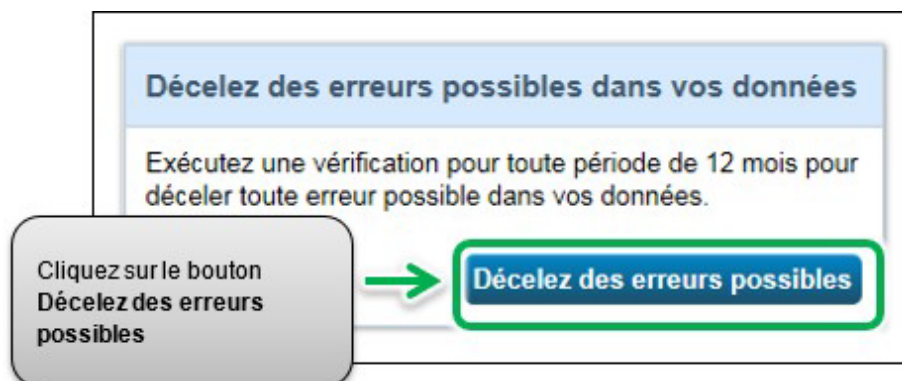 Décelez des erreurs possibles dans vos données
Exécutez une vérification pour toute période de 12 mois pour
déceler toute erreur possible dans vos données.
Cliquez sur le bouton
Décelez des erreurs
possibles
Décelez des erreurs possibles